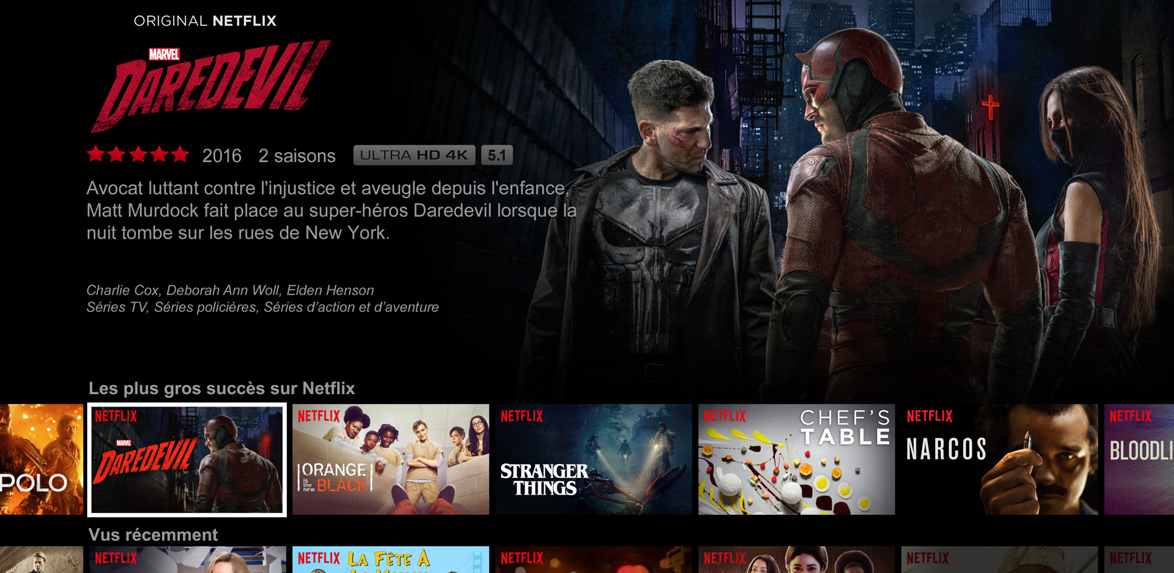 ORIGINAL NETFLIX
MARVEL
DAREDEVIL
2016 2 saisons ULTRA HD 4K 5.1
Avocat luttant contre l'injustice et aveugle depuis l'enfance,
Matt Murdock fait place au super-héros Daredevil lorsque la
nuit tombe sur les rues de New York.
Charlie Cox, Deborah Ann Woll, Elden Henson
Séries TV, Séries policières, Séries d'action et d'aventure
Les plus gros succès sur Netflix
POLO
NETFLIX
MARVEL
DAREDEVIL
NETFLIX
ORANGE
is the new BLACK
NETFLIX
STRANGER
THINGS
NETFLIX
CHEF'S
TABLE
NETFLIX
NARCOS
NETFLIX
BLOODLI
Vus récemment
NETFLIX
NETFLIX
LA FÊTE À
NETFLIX
NETFLIX
NETFLIX
NETFLIX